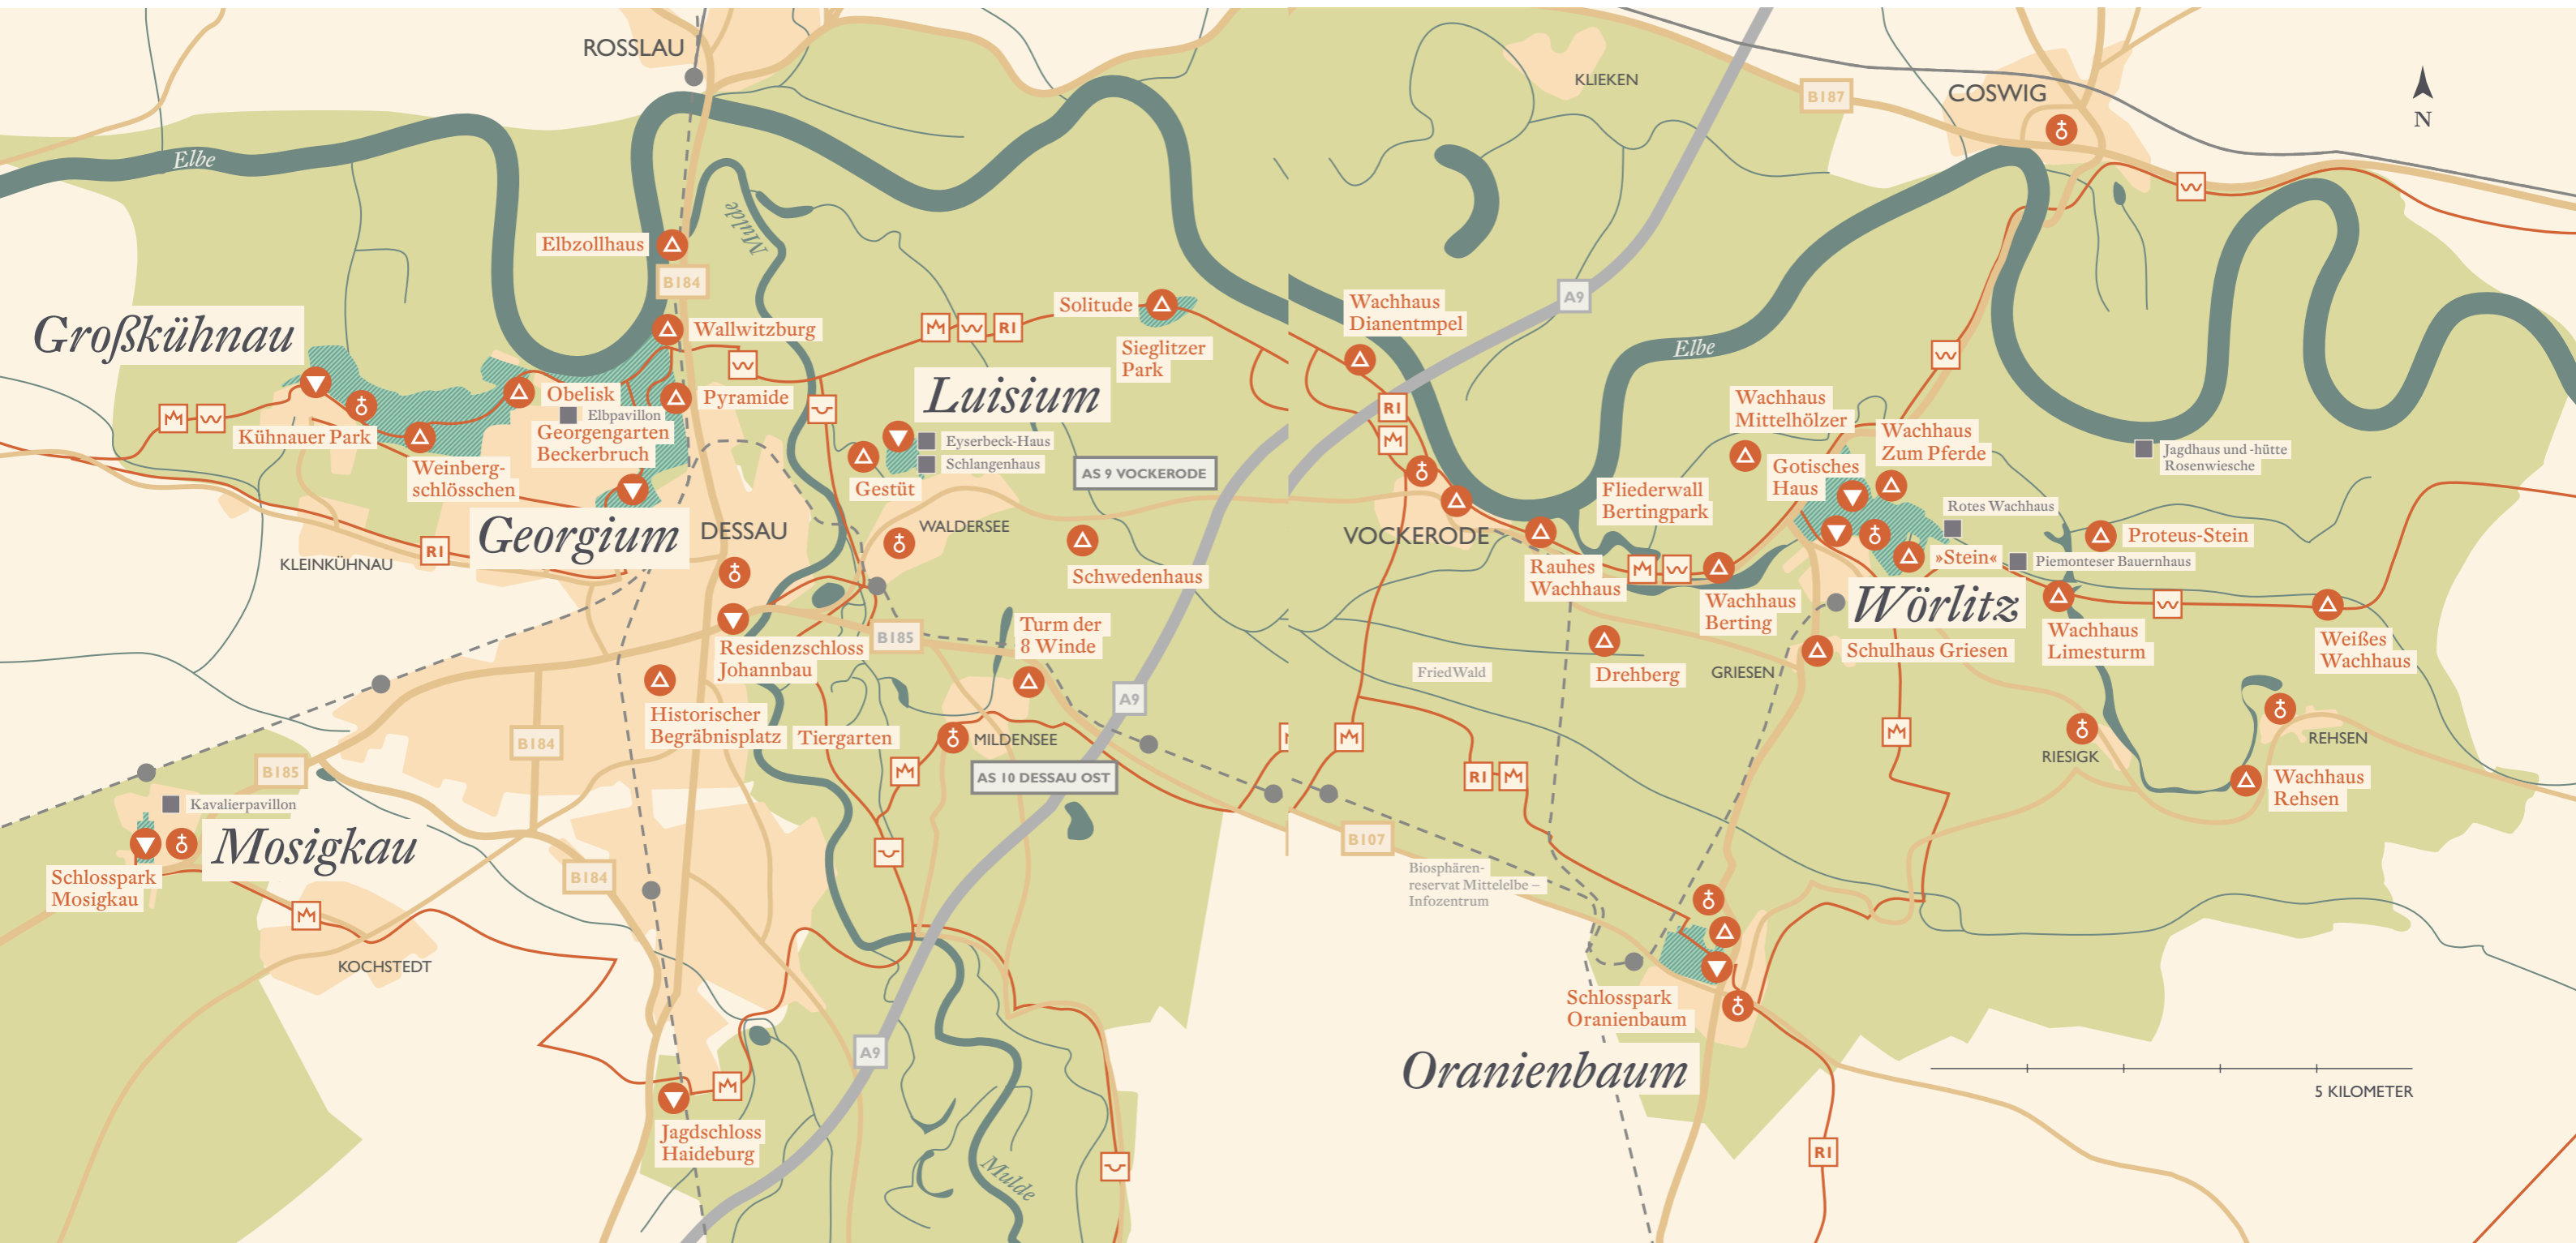 ROSSLAU
KLIEKEN
B187
COSWIG
N
Elbe
Mulde
Elbzollhaus
B184
Großkühnau
Wallwitzburg
Solitude
Sieglitzer
Park
RI
Wachhaus
Dianentmpel
A9
Elbe
Kühnauer Park
Obelisk
Elbpavillon
Georgengarten
Beckerbruch
Pyramide
Weinberg-
schlösschen
Luisium
Eyserbeck-Haus
Schlangenhaus
Gestüt
AS 9 VOCKERODE
RI
Wachhaus
Mittelhölzer
Wachhaus
Zum Pferde
Gotisches
Haus
Jagdhaus und -hütte
Rosenwiesche
Fliederwall
Bertingpark
Rotes Wachhaus
Georgium
DESSAU
WALDERSEE
VOCKERODE
Proteus-Stein
»Stein«
Piemonteser Bauernhaus
KLEINKÜHNAU
RI
Schwedenhaus
Rauhes
Wachhaus
Wachhaus
Berting
Wörlitz
Wachhaus
Limesturm
Weißes
Wachhaus
B185
Turm der
8 Winde
Residenzschloss
Johannbau
Drehberg
GRIESEN
Schulhaus Griesen
FriedWald
A9
Historischer
Begräbnisplatz
Tiergarten
MILDENSEE
AS 10 DESSAU OST
B184
B185
RI
RIESIGK
REHSEN
Wachhaus
Rehsen
Kavalierpavillon
Mosigkau
Schlosspark
Mosigkau
B184
B107
Biosphären-
reservat Mittelelbe –
Infozentrum
KOCHSTEDT
Schlosspark
Oranienbaum
Oranienbaum
A9
5 KILOMETER
Jagdschloss
Haideburg
Mulde
RI